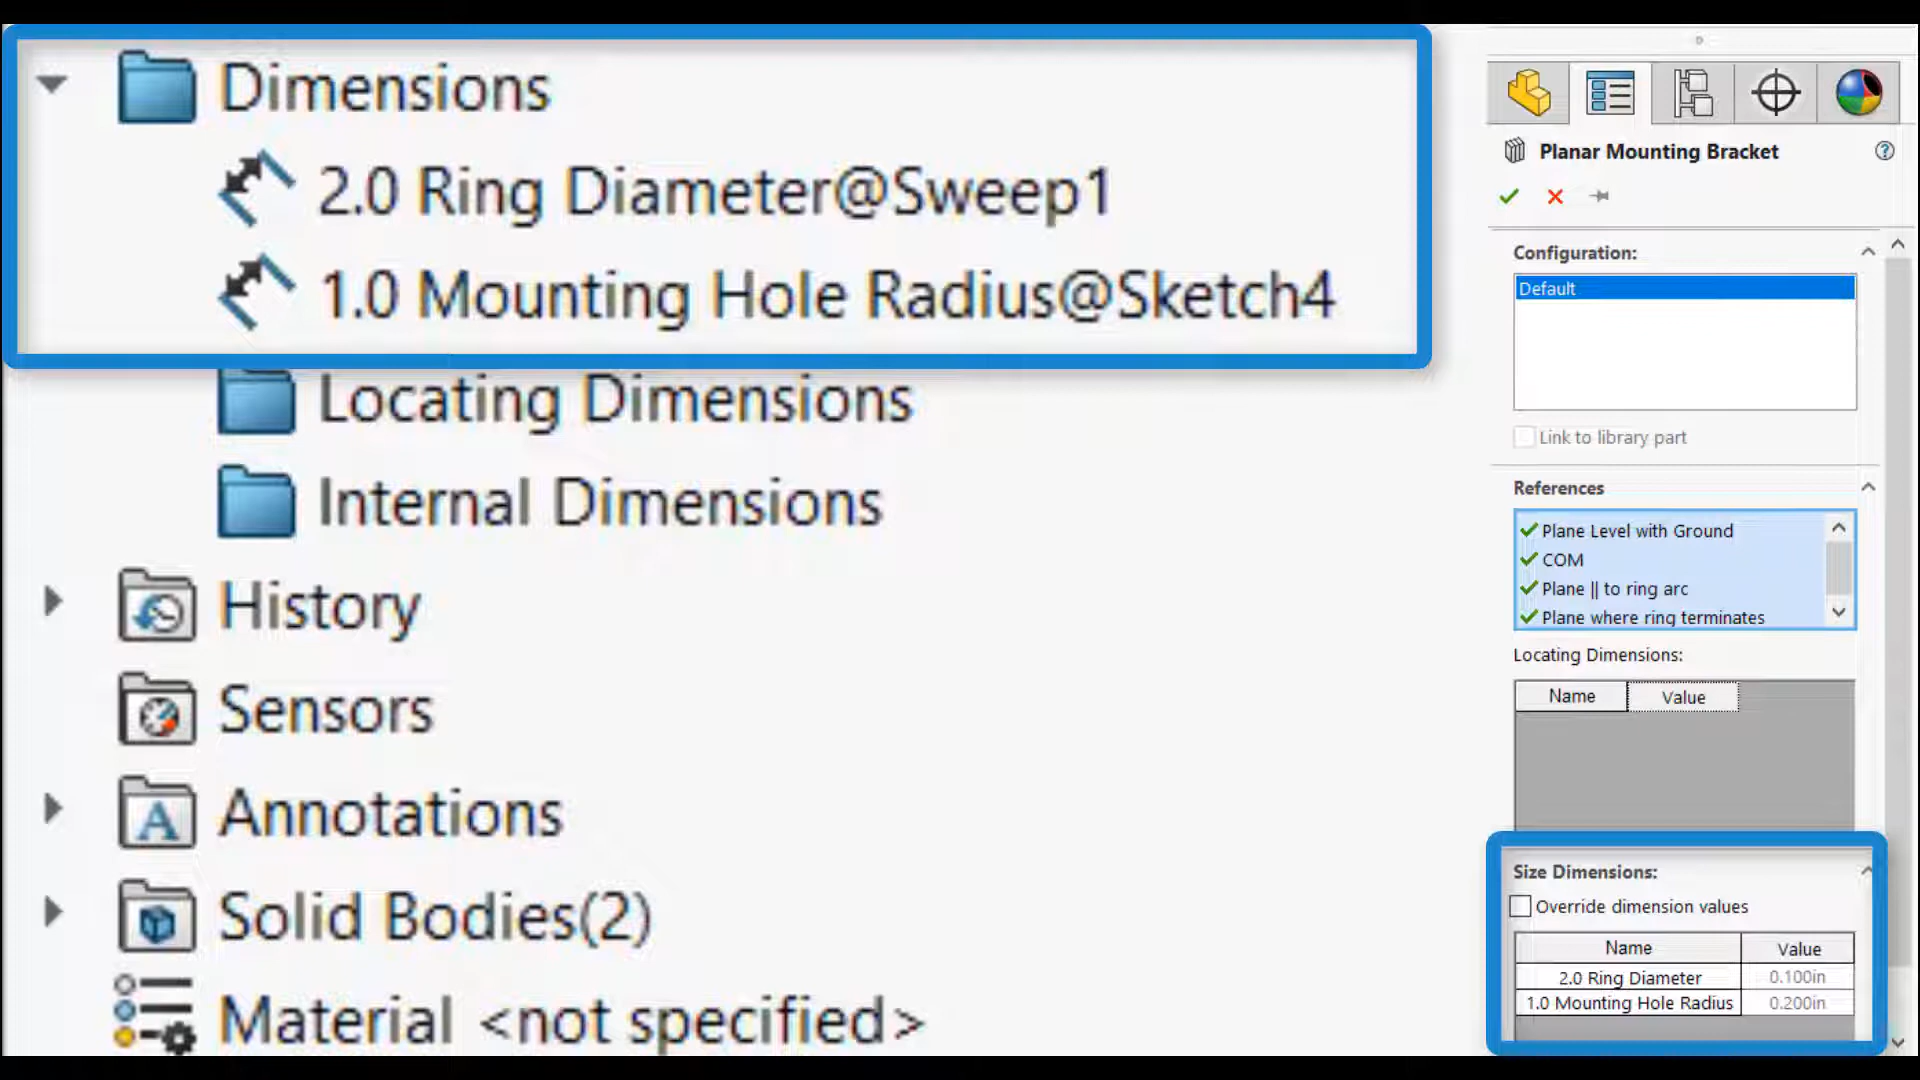 Dimensions
2.0 Ring Diameter@Sweep1
1.0 Mounting Hole Radius@Sketch4
Locating Dimensions
Internal Dimensions
History
Sensors
Annotations
Solid Bodies(2)
Material <not specified>
Planar Mounting Bracket
Configuration:
Default
Link to library part
References
Plane Level with Ground
COM
Plane || to ring arc
Plane where ring terminates
Locating Dimensions:
Name Value
Size Dimensions:
Override dimension values
Name Value
2.0 Ring Diameter 0.100in
1.0 Mounting Hole Radius 0.200in